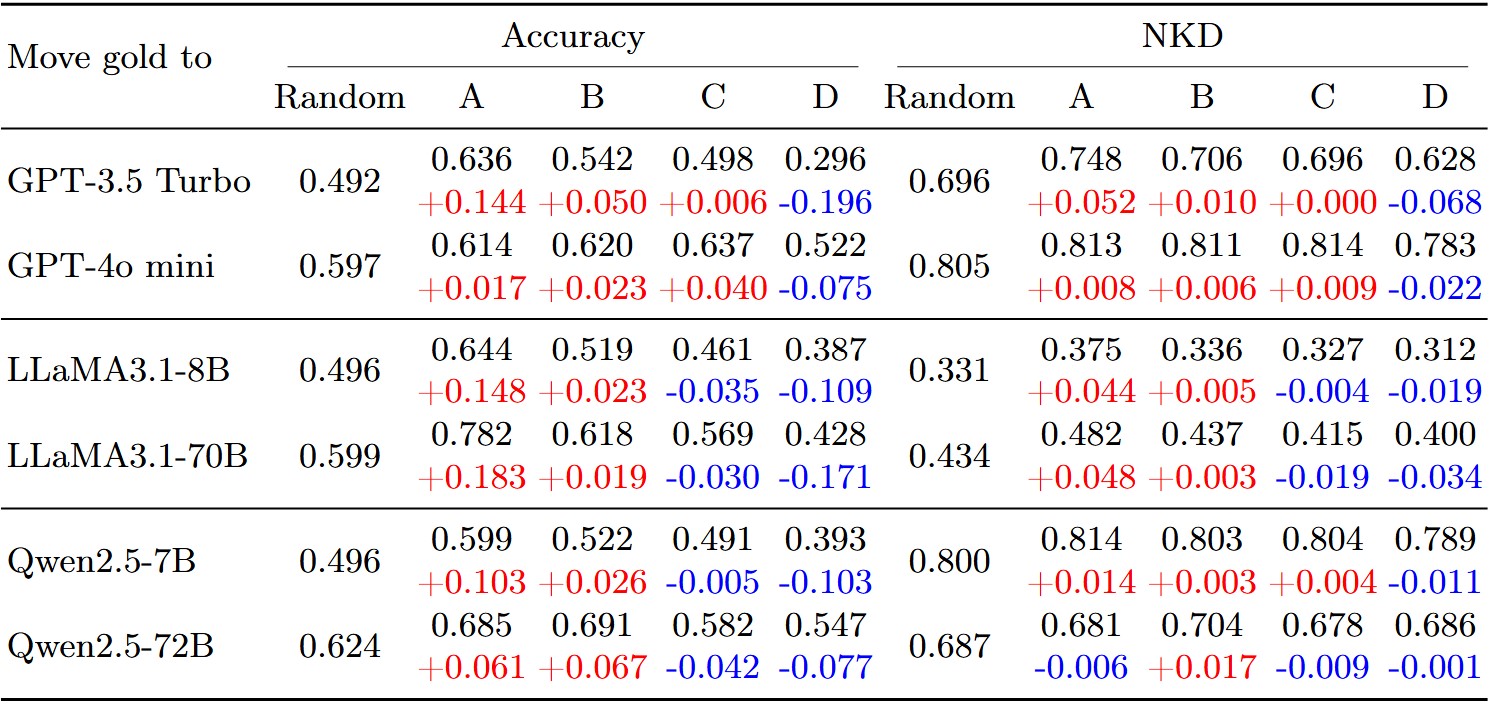 Accuracy NKD
Move gold to
Random A B C D Random A B C D
0.636 0.542 0.498 0.296 0.748 0.706 0.696 0.628
GPT-3.5 Turbo 0.492 0.696
+0.144 +0.050 +0.006 -0.196 +0.052 +0.010 +0.000 -0.068
0.614 0.620 0.637 0.522 0.813 0.811 0.814 0.783
GPT-4o mini 0.597 0.805
+0.017 +0.023 +0.040 -0.075 +0.008 +0.006 +0.009 -0.022
0.644 0.519 0.461 0.387 0.375 0.336 0.327 0.312
LLaMA3.1-8B 0.496 0.331
+0.148 +0.023 -0.035 -0.109 +0.044 +0.005 -0.004 -0.019
0.782 0.618 0.569 0.428 0.482 0.437 0.415 0.400
LLaMA3.1-70B 0.599 0.434
+0.183 +0.019 -0.030 -0.171 +0.048 +0.003 -0.019 -0.034
0.599 0.522 0.491 0.393 0.814 0.803 0.804 0.789
Qwen2.5-7B 0.496 0.800
+0.103 +0.026 -0.005 -0.103 +0.014 +0.003 +0.004 -0.011
0.685 0.691 0.582 0.547 0.681 0.704 0.678 0.686
Qwen2.5-72B 0.624 0.687
+0.061 +0.067 -0.042 -0.077 -0.006 +0.017 -0.009 -0.001